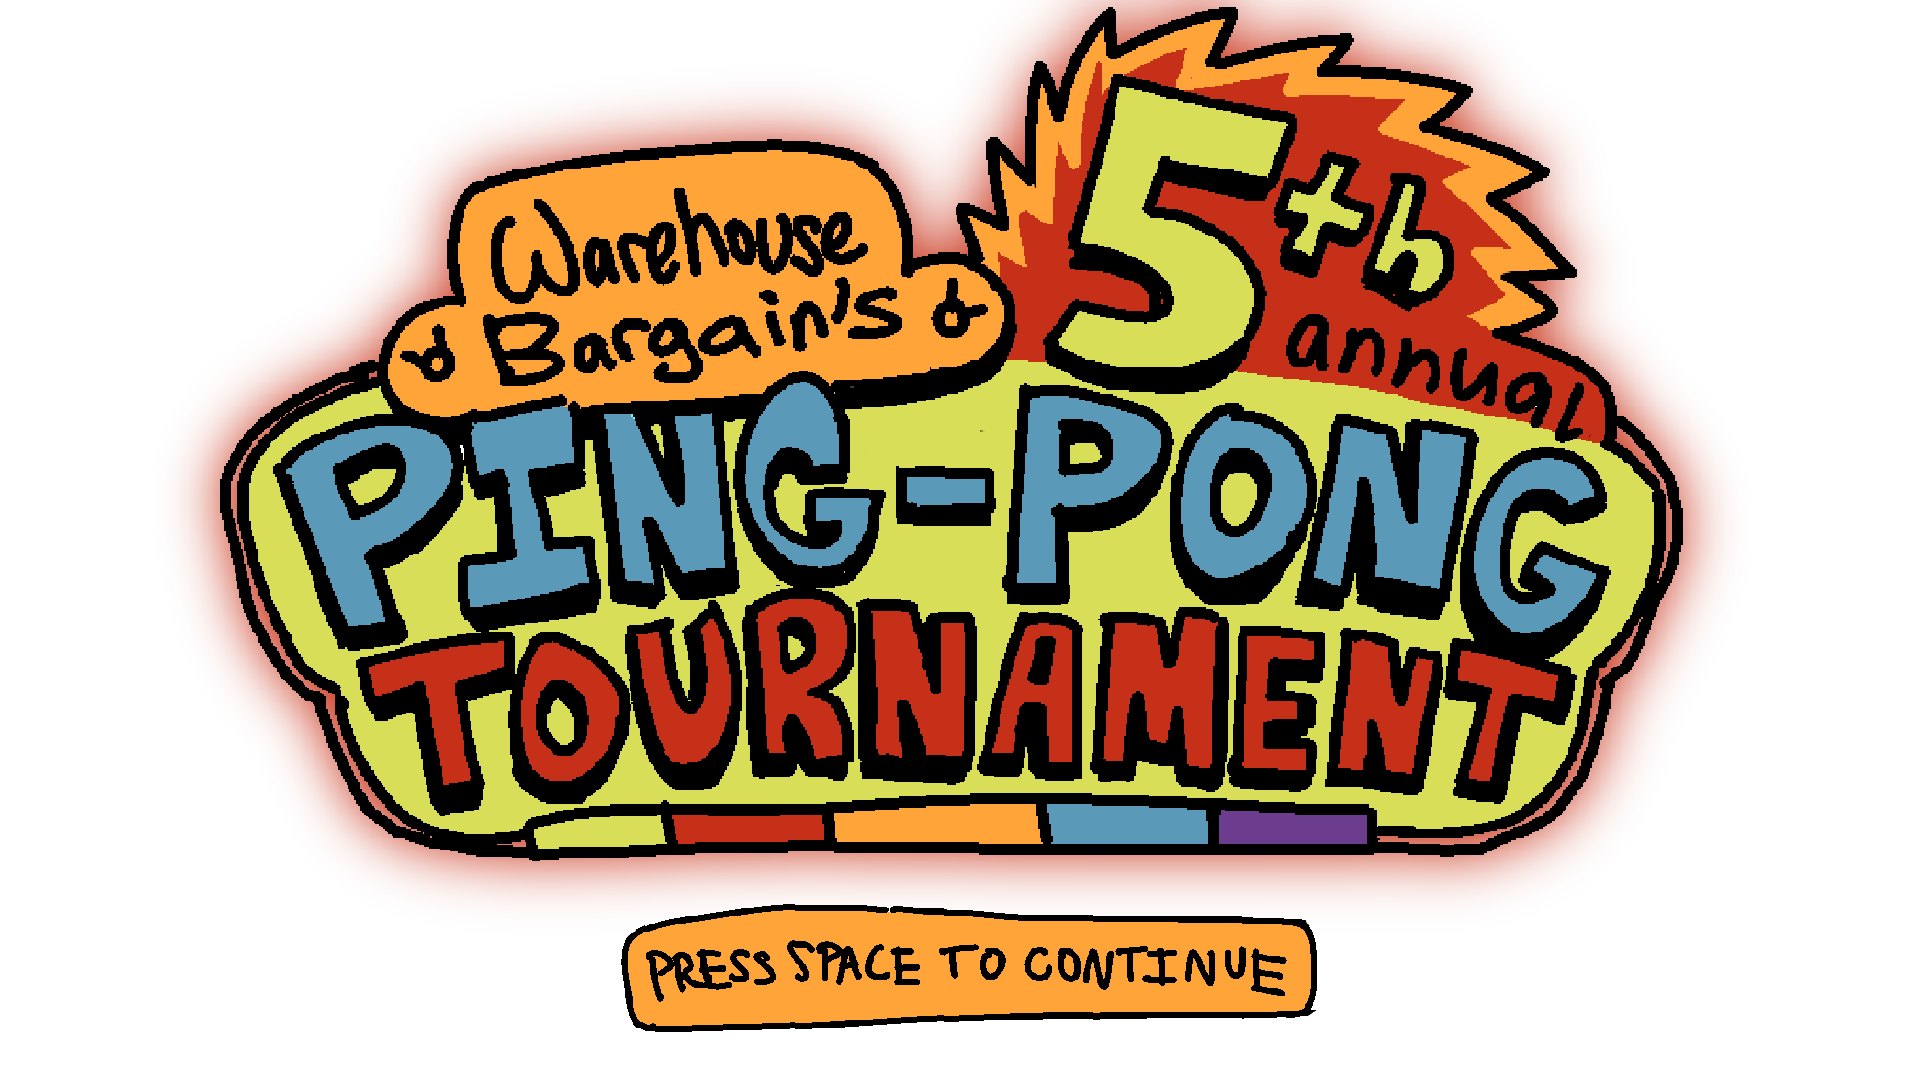 Warehouse
Bargain's
5th
annual
PING-PONG
TOURNAMENT
PRESS SPACE TO CONTINUE